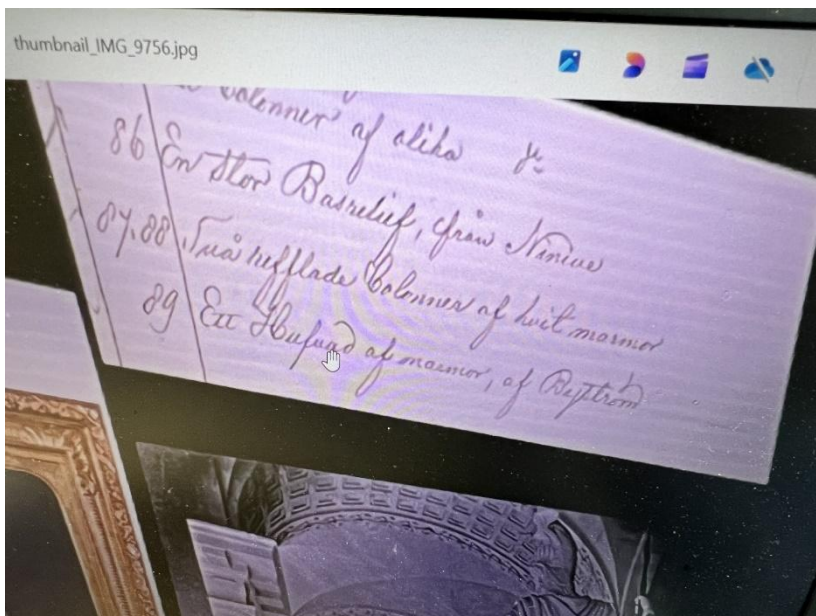 thumbnail_IMG_9756.jpg
Colonner af olika
86 En stor Basrelief, från Ninive
87.88 Två refflade Colonner af hvit marmor
89 Ett Hufvud af marmor, af Byström